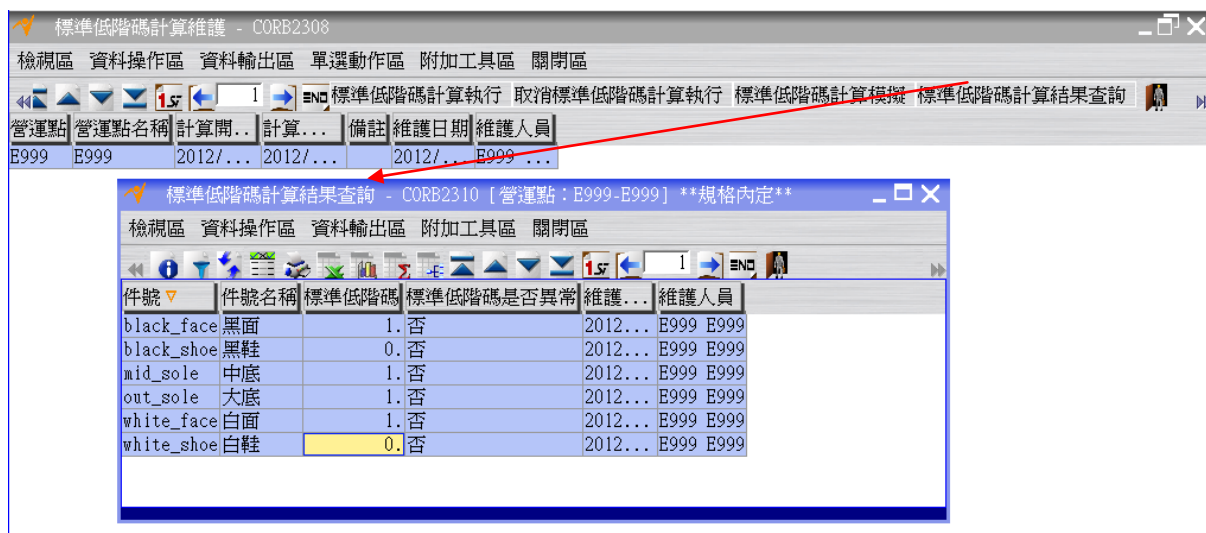 標準低階碼計算維護 - CORB2308
檢視區 資料操作區 資料輸出區 單選動作區 附加工具區 關閉區
1 END 標準低階碼計算執行 取消標準低階碼計算執行 標準低階碼計算模擬 標準低階碼計算結果查詢
營運點 營運點名稱 計算開.. 計算... 備註 維護日期 維護人員
E999 E999 2012/... 2012/... 2012/... E999 ...
標準低階碼計算結果查詢 - CORB2310 [營運點：E999-E999] **規格內定**
檢視區 資料操作區 資料輸出區 附加工具區 關閉區
1 END
件號 件號名稱 標準低階碼 標準低階碼是否異常 維護... 維護人員
black_face 黑面 1. 否 2012... E999 E999
black_shoe 黑鞋 0. 否 2012... E999 E999
mid_sole 中底 1. 否 2012... E999 E999
out_sole 大底 1. 否 2012... E999 E999
white_face 白面 1. 否 2012... E999 E999
white_shoe 白鞋 0. 否 2012... E999 E999